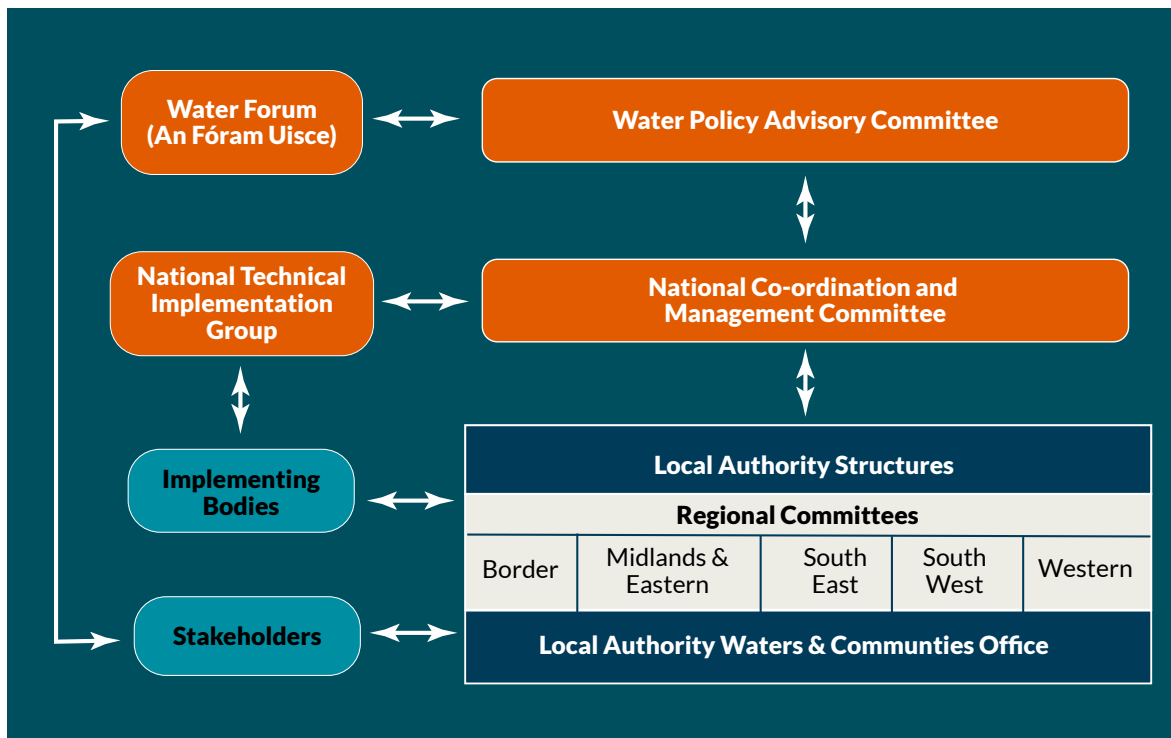 Water Forum
(An Fóram Uisce)
Water Policy Advisory Committee
National Technical
Implementation
Group
National Co-ordination and
Management Committee
Implementing
Bodies
Local Authority Structures
Regional Committees
Border
Midlands &
Eastern
South
East
South
West
Western
Stakeholders
Local Authority Waters & Communties Office